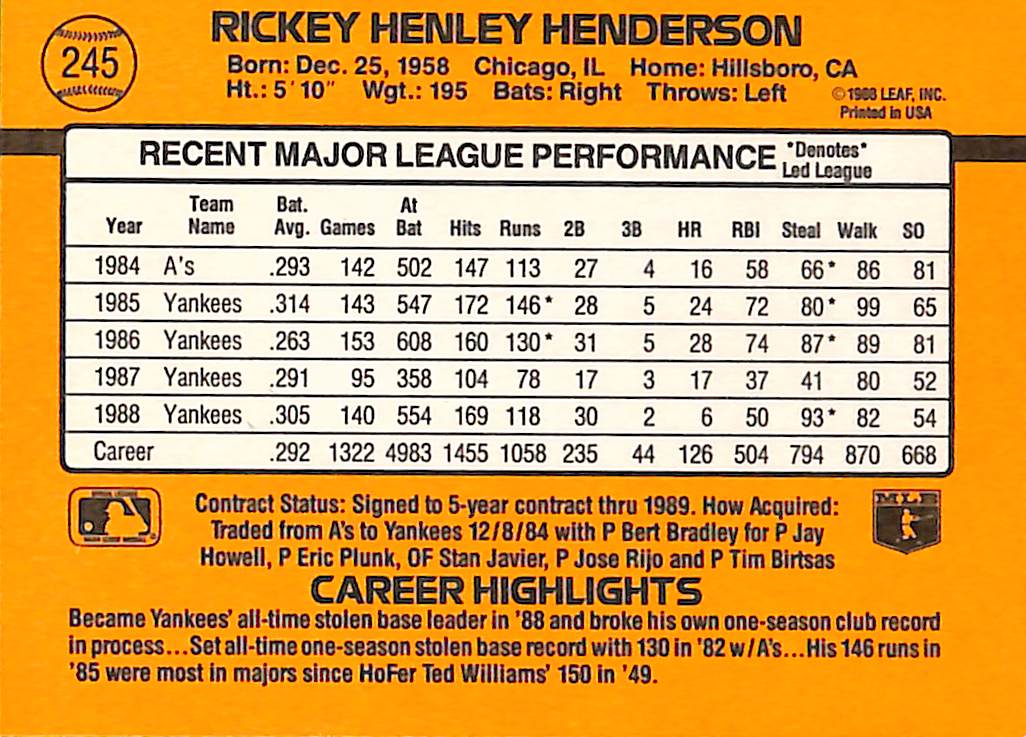 245
RICKEY HENLEY HENDERSON
Born: Dec. 25, 1958 Chicago, IL Home: Hillsboro, CA
Ht.: 5'10" Wgt.: 195 Bats: Right Throws: Left
©1988 LEAF, INC.
Printed in USA
RECENT MAJOR LEAGUE PERFORMANCE *Denotes*
Led League
Year Team Name Bat. Avg. Games At Bat Hits Runs 2B 3B HR RBI Steal Walk SO
1984 A's .293 142 502 147 113 27 4 16 58 66* 86 81
1985 Yankees .314 143 547 172 146* 28 5 24 72 80* 99 65
1986 Yankees .263 153 608 160 130* 31 5 28 74 87* 89 81
1987 Yankees .291 95 358 104 78 17 3 17 37 41 80 52
1988 Yankees .305 140 554 169 118 30 2 6 50 93* 82 54
Career .292 1322 4983 1455 1058 235 44 126 504 794 870 668
Contract Status: Signed to 5-year contract thru 1989. How Acquired:
Traded from A's to Yankees 12/8/84 with P Bert Bradley for P Jay
Howell, P Eric Plunk, OF Stan Javier, P Jose Rijo and P Tim Birtsas
MLB
CAREER HIGHLIGHTS
Became Yankees' all-time stolen base leader in '88 and broke his own one-season club record
in process...Set all-time one-season stolen base record with 130 in '82 w/A's...His 146 runs in
'85 were most in majors since HoFer Ted Williams' 150 in '49.